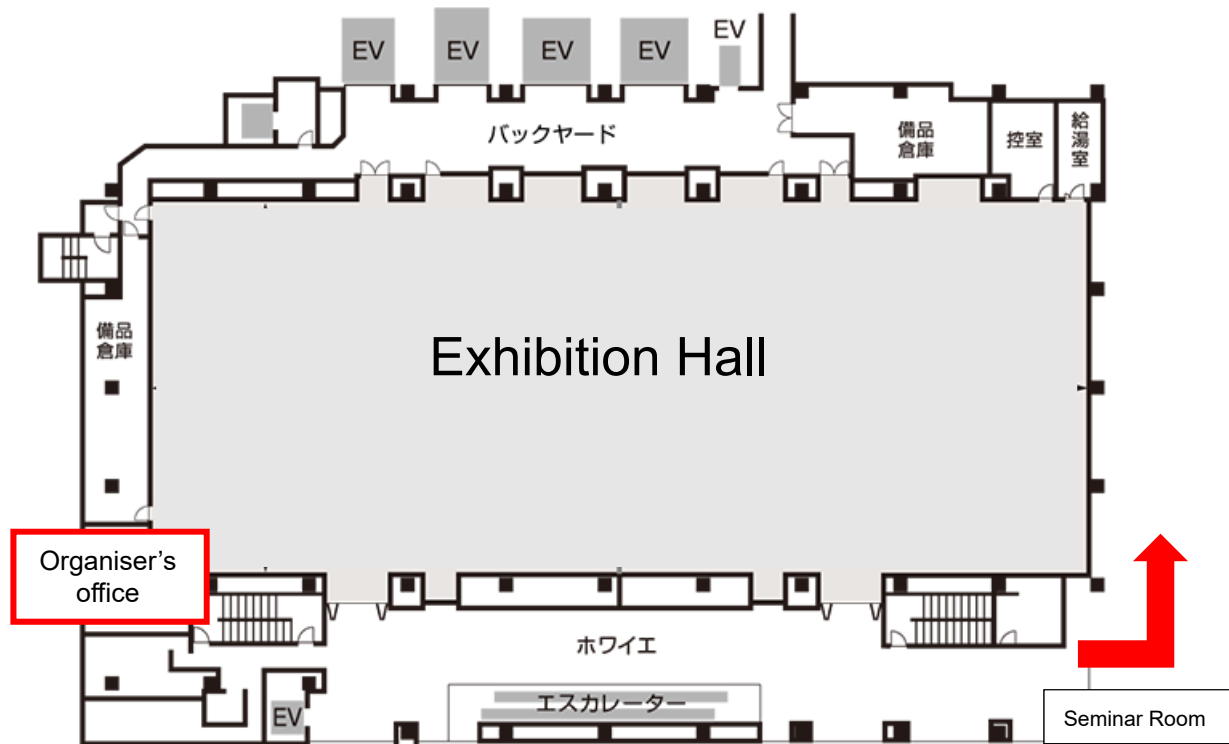 EV
EV
EV
EV
EV
バックヤード
備品
倉庫
控室
給
湯
室
備品
倉庫
Exhibition Hall
Organiser’s
office
ホワイエ
エスカレーター
EV
Seminar Room